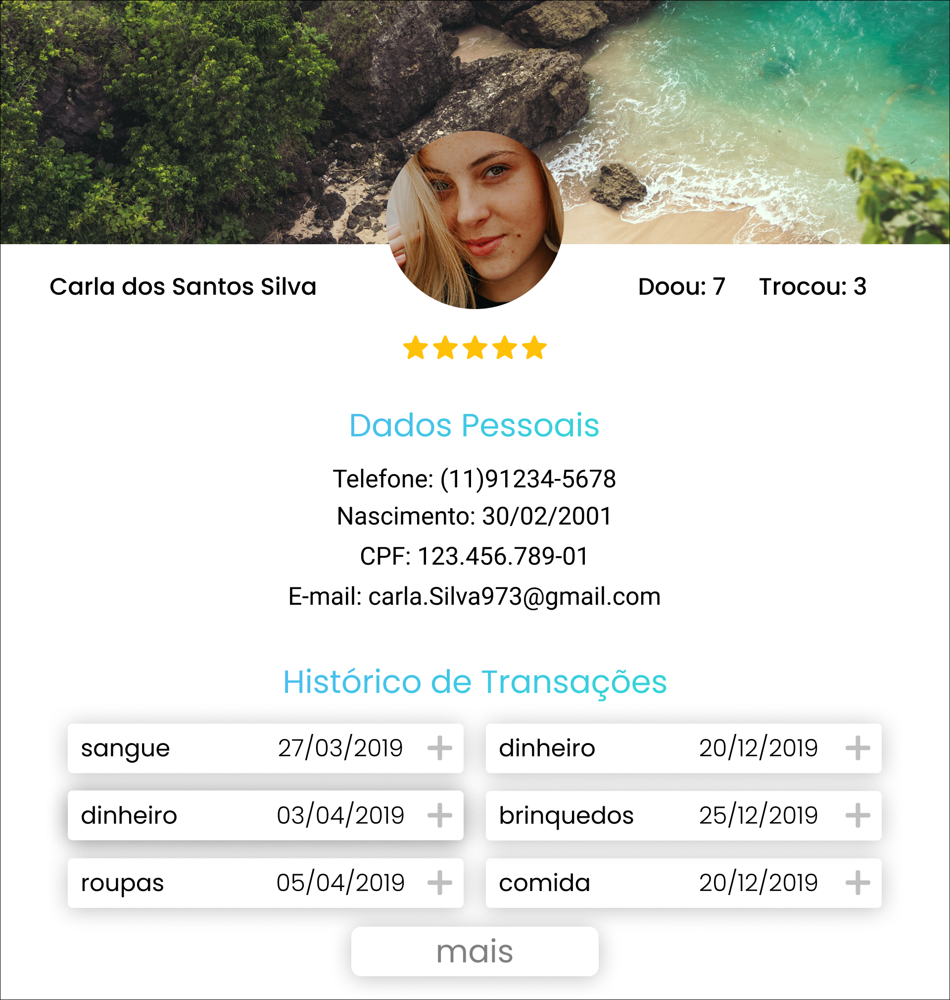 Carla dos Santos Silva
Doou: 7 Trocou: 3
Dados Pessoais
Telefone: (11)91234-5678
Nascimento: 30/02/2001
CPF: 123.456.789-01
E-mail: carla.Silva973@gmail.com
Histórico de Transações
sangue 27/03/2019
dinheiro 20/12/2019
dinheiro 03/04/2019
brinquedos 25/12/2019
roupas 05/04/2019
comida 20/12/2019
mais